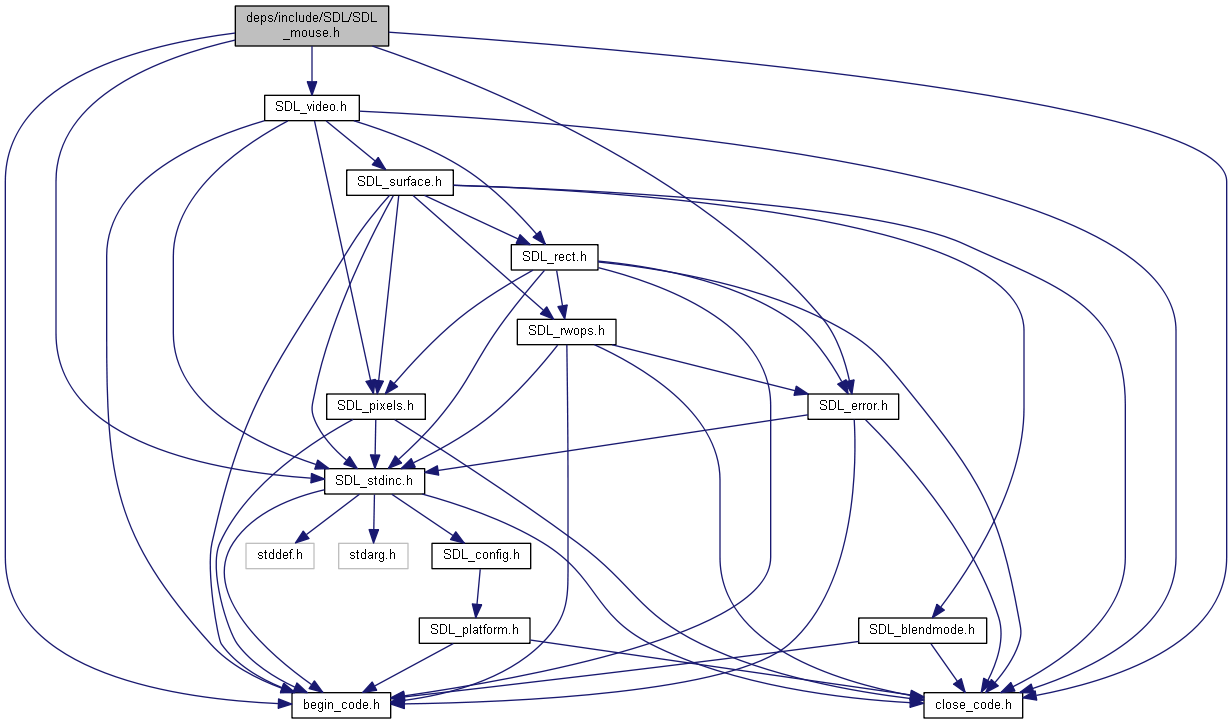 deps/include/SDL/SDL
_mouse.h
SDL_video.h
SDL_surface.h
SDL_rect.h
SDL_rwops.h
SDL_pixels.h
SDL_error.h
SDL_stdinc.h
stddef.h
stdarg.h
SDL_config.h
SDL_platform.h
SDL_blendmode.h
begin_code.h
close_code.h